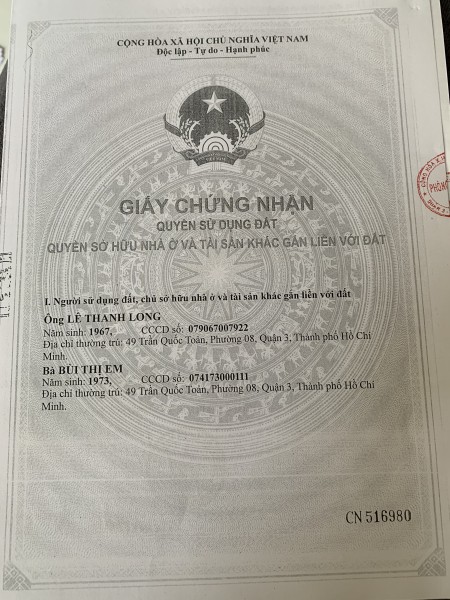 CỘNG HÒA XÃ HỘI CHỦ NGHĨA VIỆT NAM
Độc lập - Tự do - Hạnh phúc
VIỆT NAM
GIẤY CHỨNG NHẬN
QUYỀN SỬ DỤNG ĐẤT
QUYỀN SỞ HỮU NHÀ Ở VÀ TÀI SẢN KHÁC GẮN LIỀN VỚI ĐẤT
I. Người sử dụng đất, chủ sở hữu nhà ở và tài sản khác gắn liền với đất
Ông LÊ THANH LONG
Năm sinh: 1967, CCCD số: 079067007922
Địa chỉ thường trú: 49 Trần Quốc Toản, Phường 08, Quận 3, Thành phố Hồ Chí
Minh.
Bà BÙI THỊ EM
Năm sinh: 1973, CCCD số: 074173000111
Địa chỉ thường trú: 49 Trần Quốc Toản, Phường 08, Quận 3, Thành phố Hồ Chí
Minh.
CN 516980